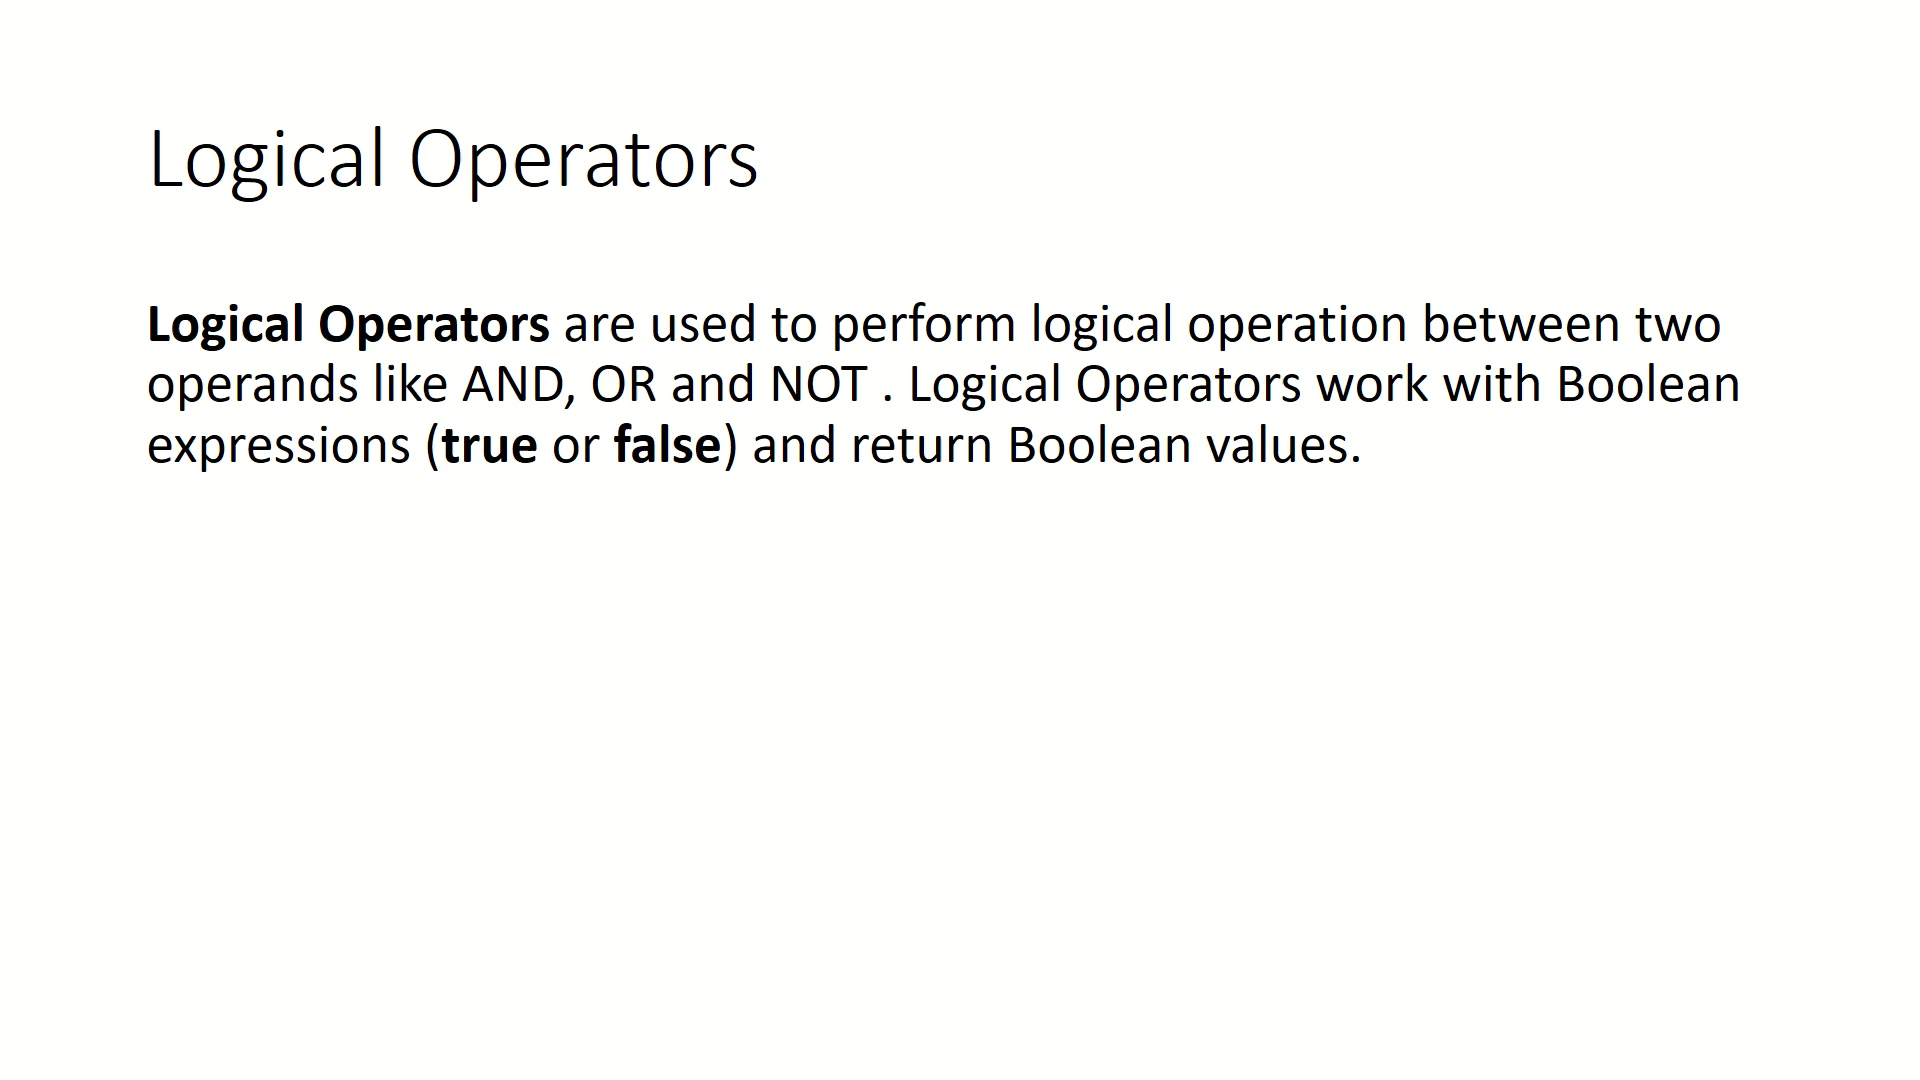 Logical Operators
Logical Operators are used to perform logical operation between two
operands like AND, OR and NOT . Logical Operators work with Boolean
expressions (true or false) and return Boolean values.